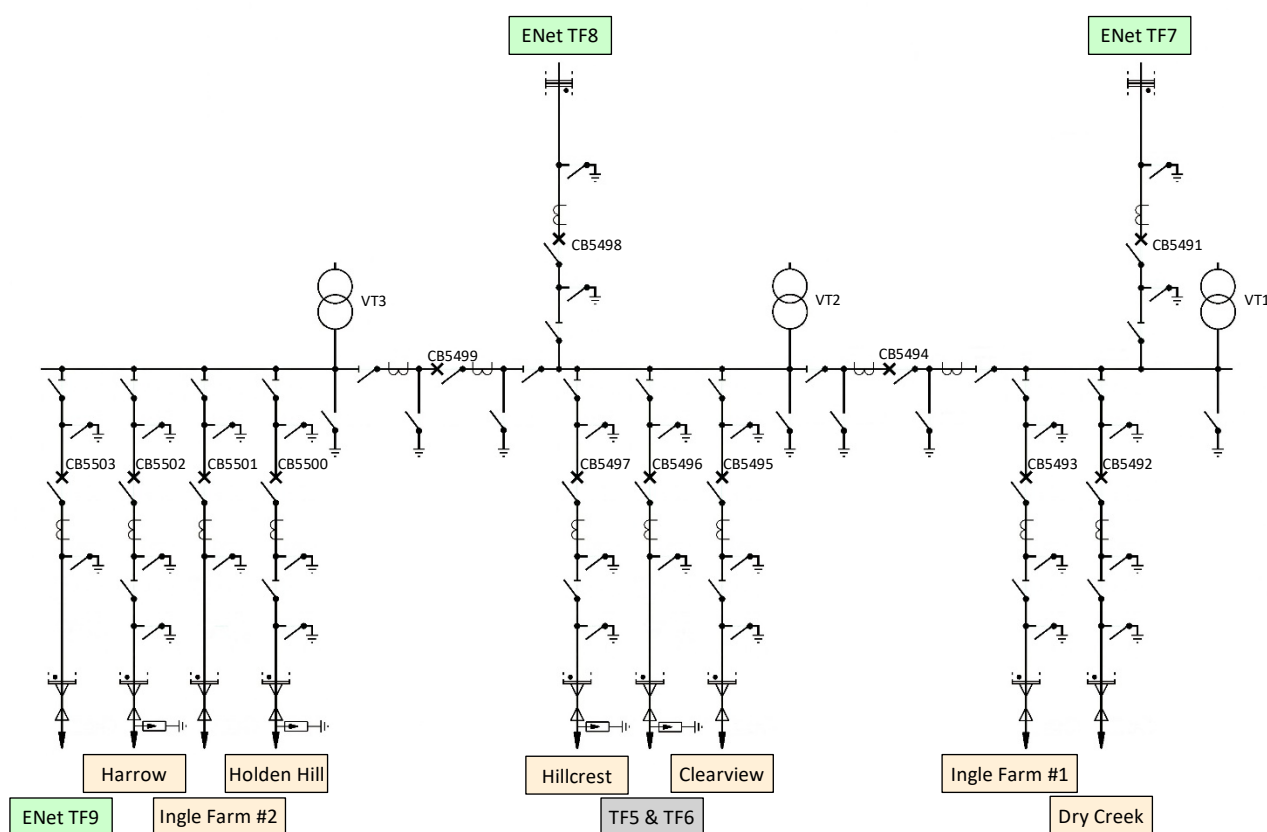 ENet TF8
ENet TF7
CB5498
CB5491
VT3
VT2
VT1
CB5499
CB5494
CB5503
CB5502
CB5501
CB5500
CB5497
CB5496
CB5495
CB5493
CB5492
Harrow
Holden Hill
Hillcrest
Clearview
Ingle Farm #1
ENet TF9
Ingle Farm #2
TF5 & TF6
Dry Creek